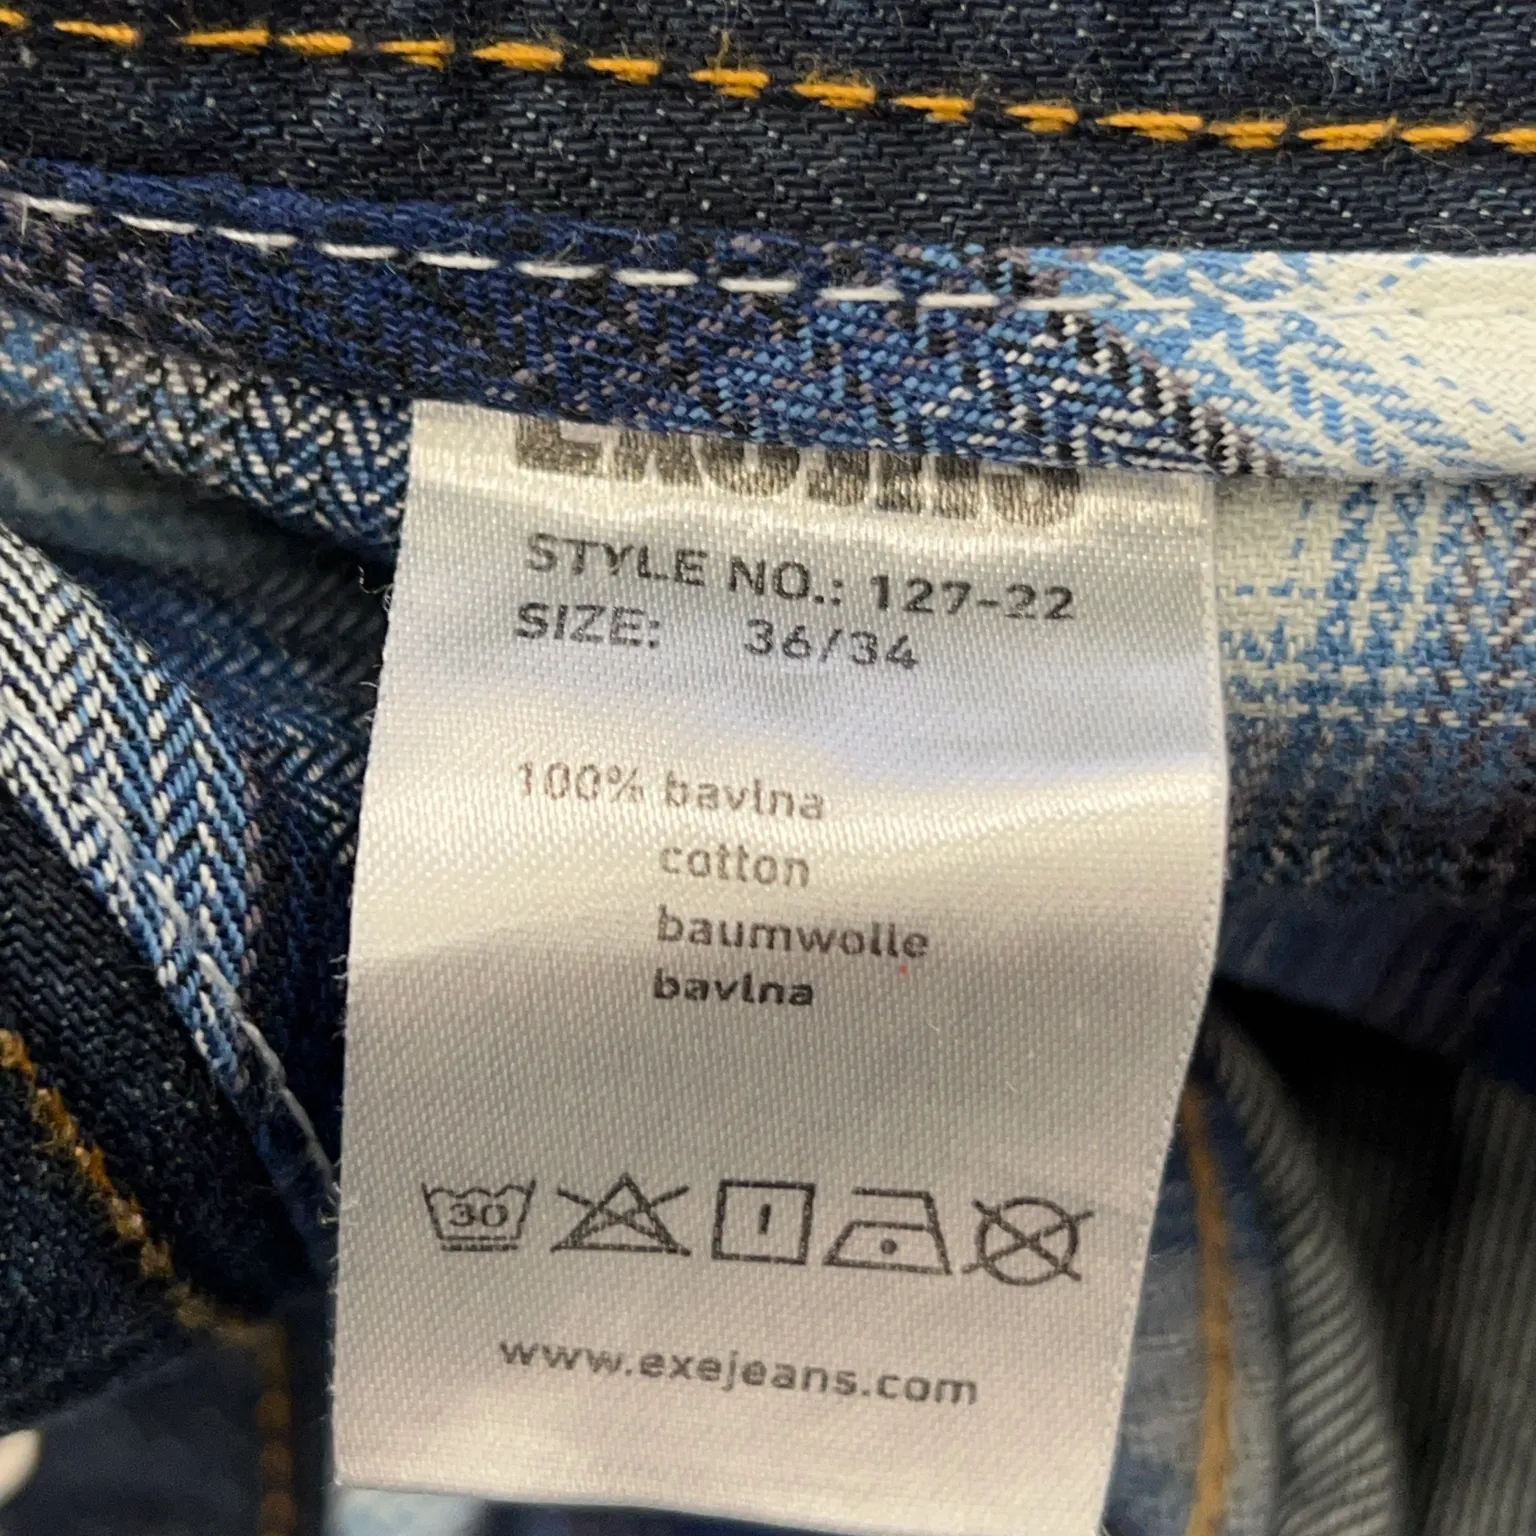 STYLE NO.: 127-22
SIZE: 36/34
100% bavlna
cotton
baumwolle
bavlna
30
www.exejeans.com